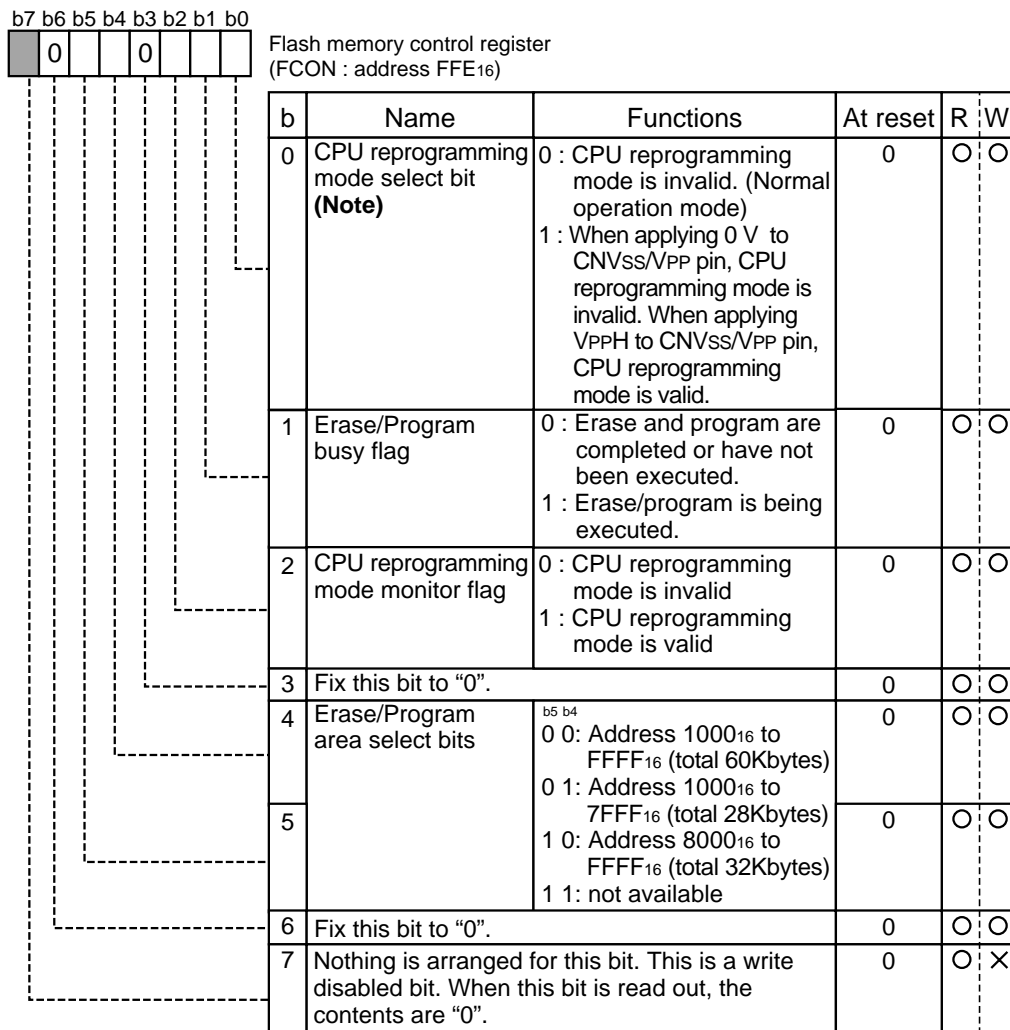 b7 b6 b5 b4 b3 b2 b1 b0
0 0
Flash memory control register
(FCON : address FFE16)
b Name Functions At reset R W
0 CPU reprogramming mode select bit (Note)
0 : CPU reprogramming
mode is invalid. (Normal
operation mode)
1 : When applying 0 V to
CNVSS/VPP pin, CPU
reprogramming mode is
invalid. When applying
VPPH to CNVSS/VPP pin,
CPU reprogramming
mode is valid.
0 O O
1 Erase/Program
busy flag
0 : Erase and program are
completed or have not
been executed.
1 : Erase/program is being
executed.
0 O O
2 CPU reprogramming
mode monitor flag
0 : CPU reprogramming
mode is invalid
1 : CPU reprogramming
mode is valid
0 O O
3 Fix this bit to “0”. 0 O O
4 Erase/Program
area select bits
b5 b4
0 0: Address 100016 to
FFFF16 (total 60Kbytes)
0 1: Address 100016 to
7FFF16 (total 28Kbytes)
1 0: Address 800016 to
FFFF16 (total 32Kbytes)
1 1: not available
0 O O
5 0 O O
6 Fix this bit to “0”. 0 O O
7 Nothing is arranged for this bit. This is a write
disabled bit. When this bit is read out, the
contents are “0”.
0 O ×